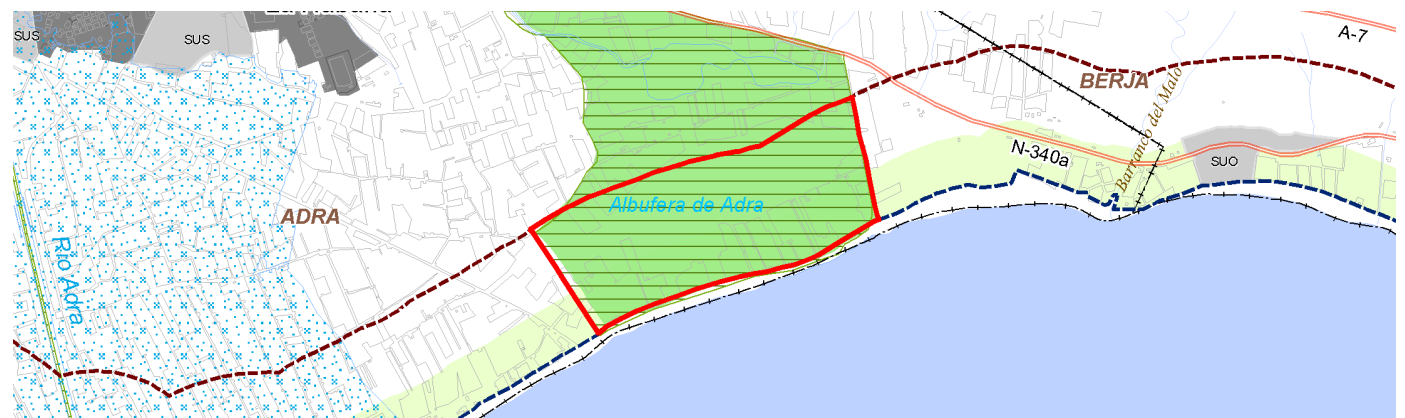 SUS
SUS
A-7
BERJA
Barranco del Malo
N-340a
SUO
Albufera de Adra
ADRA
Río Adra